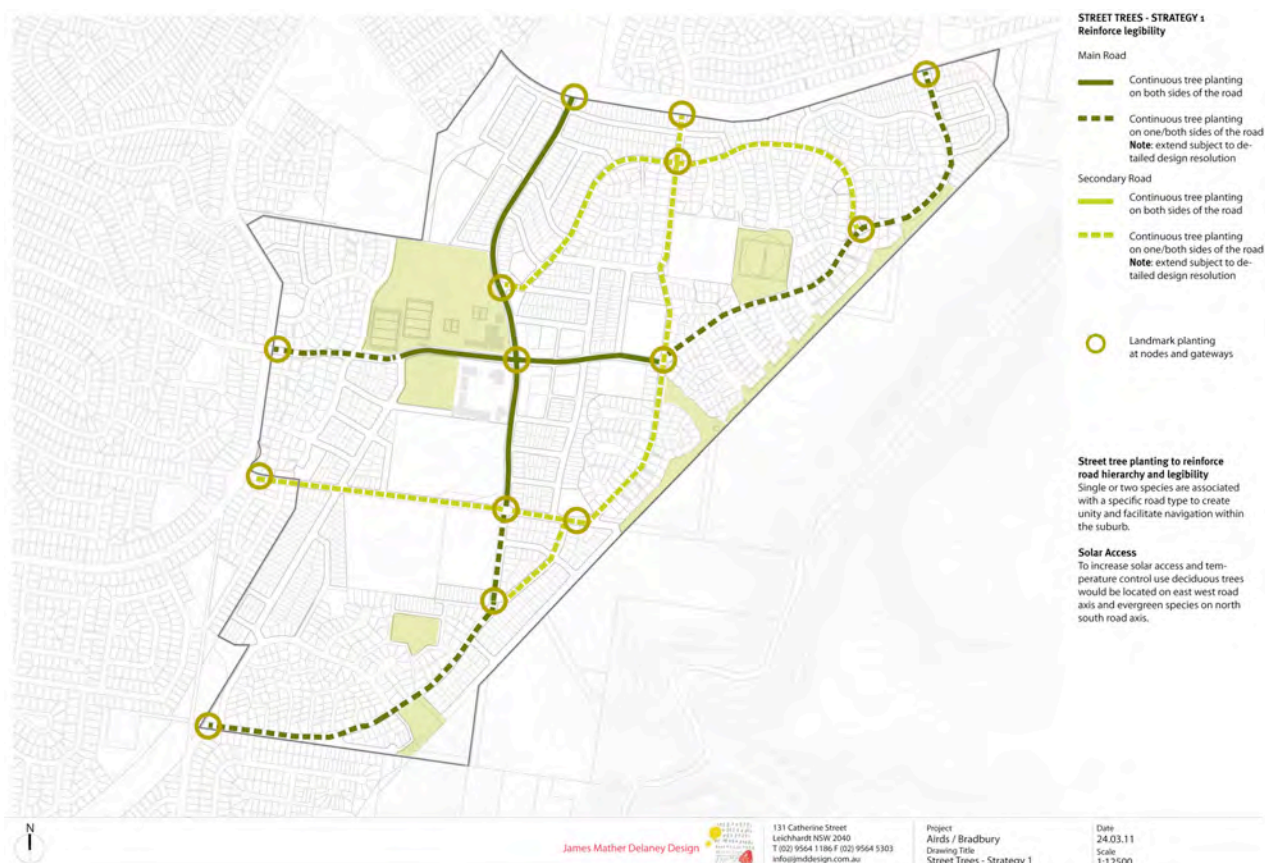 STREET TREES - STRATEGY 1
Reinforce legibility
Main Road
Continuous tree planting
on both sides of the road
Continuous tree planting
on one/both sides of the road
Note: extend subject to de-
tailed design resolution
Secondary Road
Continuous tree planting
on both sides of the road
Continuous tree planting
on one/both sides of the road
Note: extend subject to de-
tailed design resolution
Landmark planting
at nodes and gateways
Street tree planting to reinforce
road hierarchy and legibility
Single or two species are associated
with a specific road type to create
unity and facilitate navigation within
the suburb.
Solar Access
To increase solar access and tem-
perature control use deciduous trees
would be located on east west road
axis and evergreen species on north
south road axis.
N
James Mather Delaney Design
131 Catherine Street
Leichhardt NSW 2040
T (02) 9564 1186 F (02) 9564 5303
info@jmddesign.com.au
Project
Airds / Bradbury
Drawing Title
Street Trees - Strategy 1
Date
24.03.11
Scale
1:12500